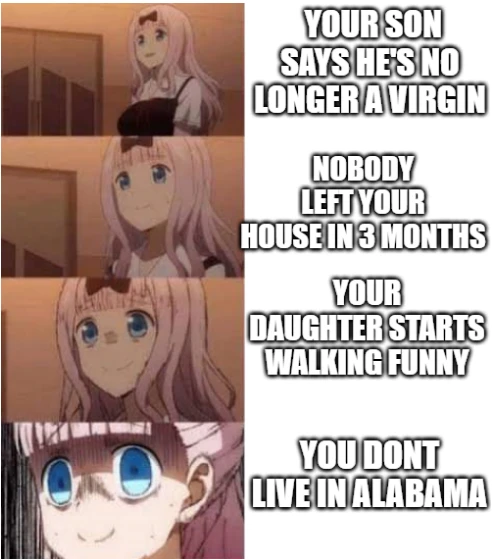 YOUR SON
SAYS HE'S NO
LONGER A VIRGIN
NOBODY
LEFT YOUR
HOUSE IN 3 MONTHS
YOUR
DAUGHTER STARTS
WALKING FUNNY
YOU DONT
LIVE IN ALABAMA